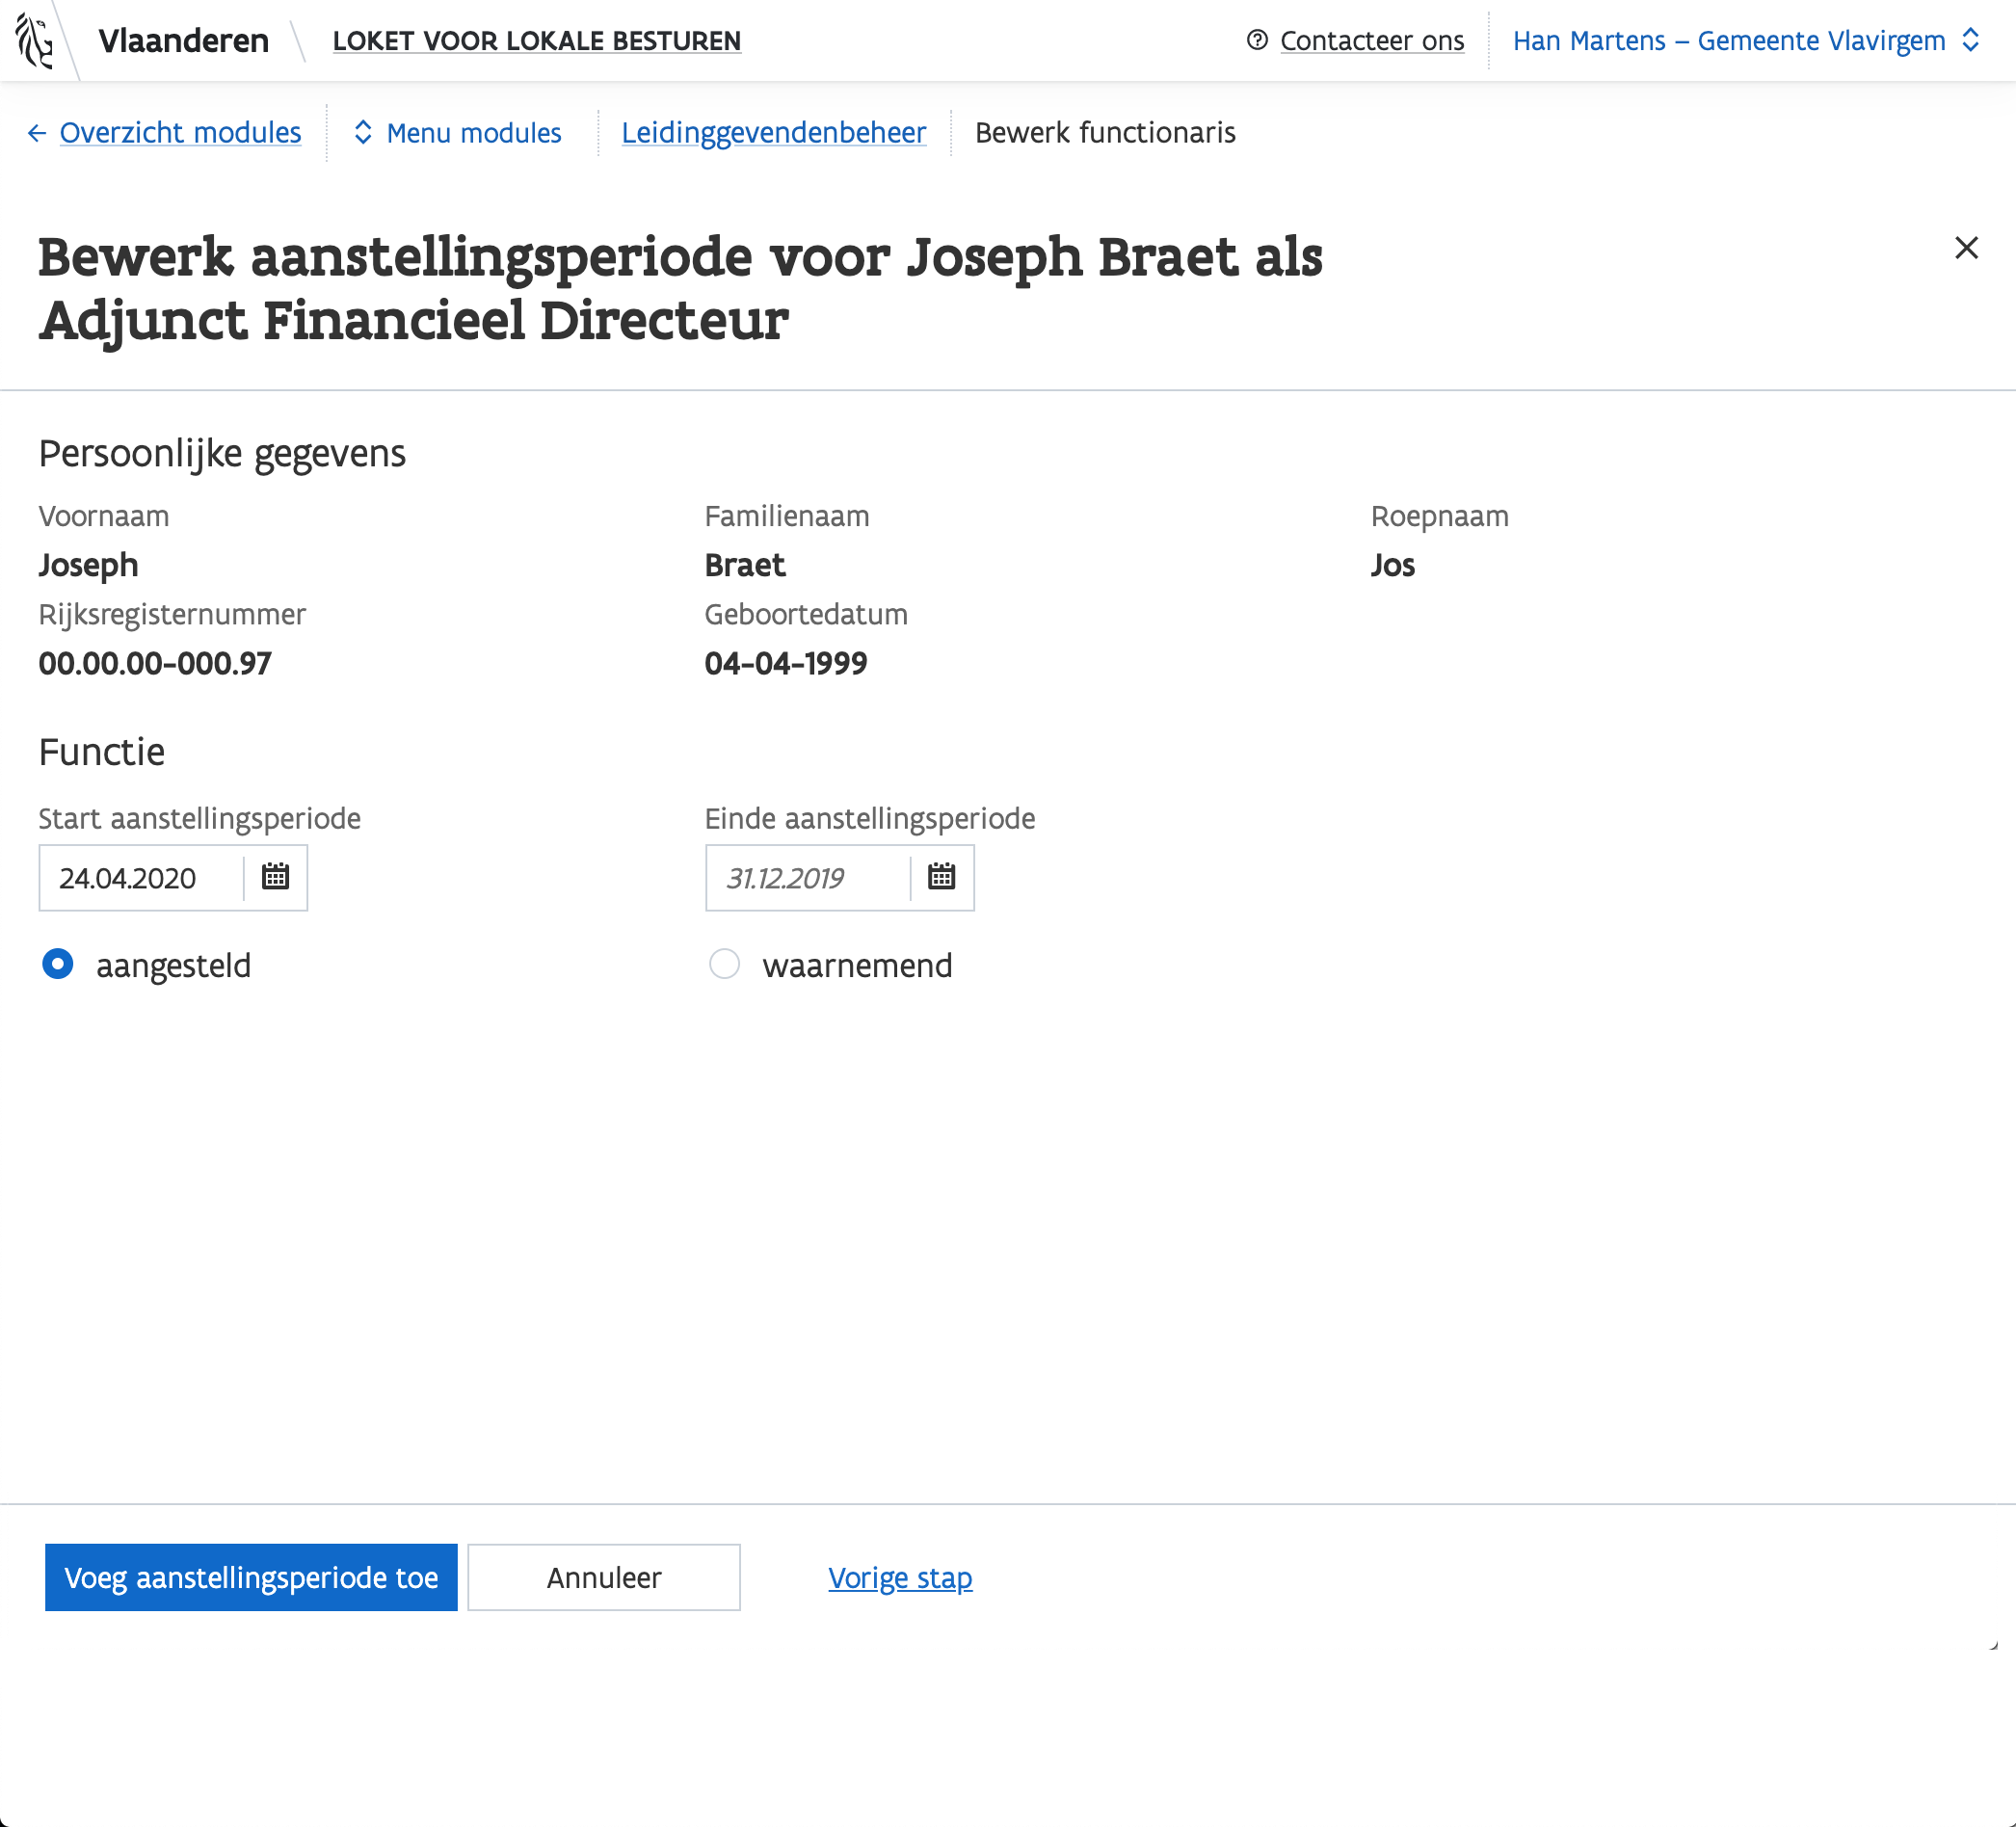 Vlaanderen LOKET VOOR LOKALE BESTUREN Contacteer ons Han Martens – Gemeente Vlavirgem
Overzicht modules Menu modules Leidinggevendenbeheer Bewerk functionaris
Bewerk aanstellingsperiode voor Joseph Braet als
Adjunct Financieel Directeur
Persoonlijke gegevens
Voornaam Familienaam Roepnaam
Joseph Braet Jos
Rijksregisternummer Geboortedatum
00.00.00-000.97 04-04-1999
Functie
Start aanstellingsperiode Einde aanstellingsperiode
24.04.2020 31.12.2019
aangesteld waarnemend
Voeg aanstellingsperiode toe Annuleer Vorige stap